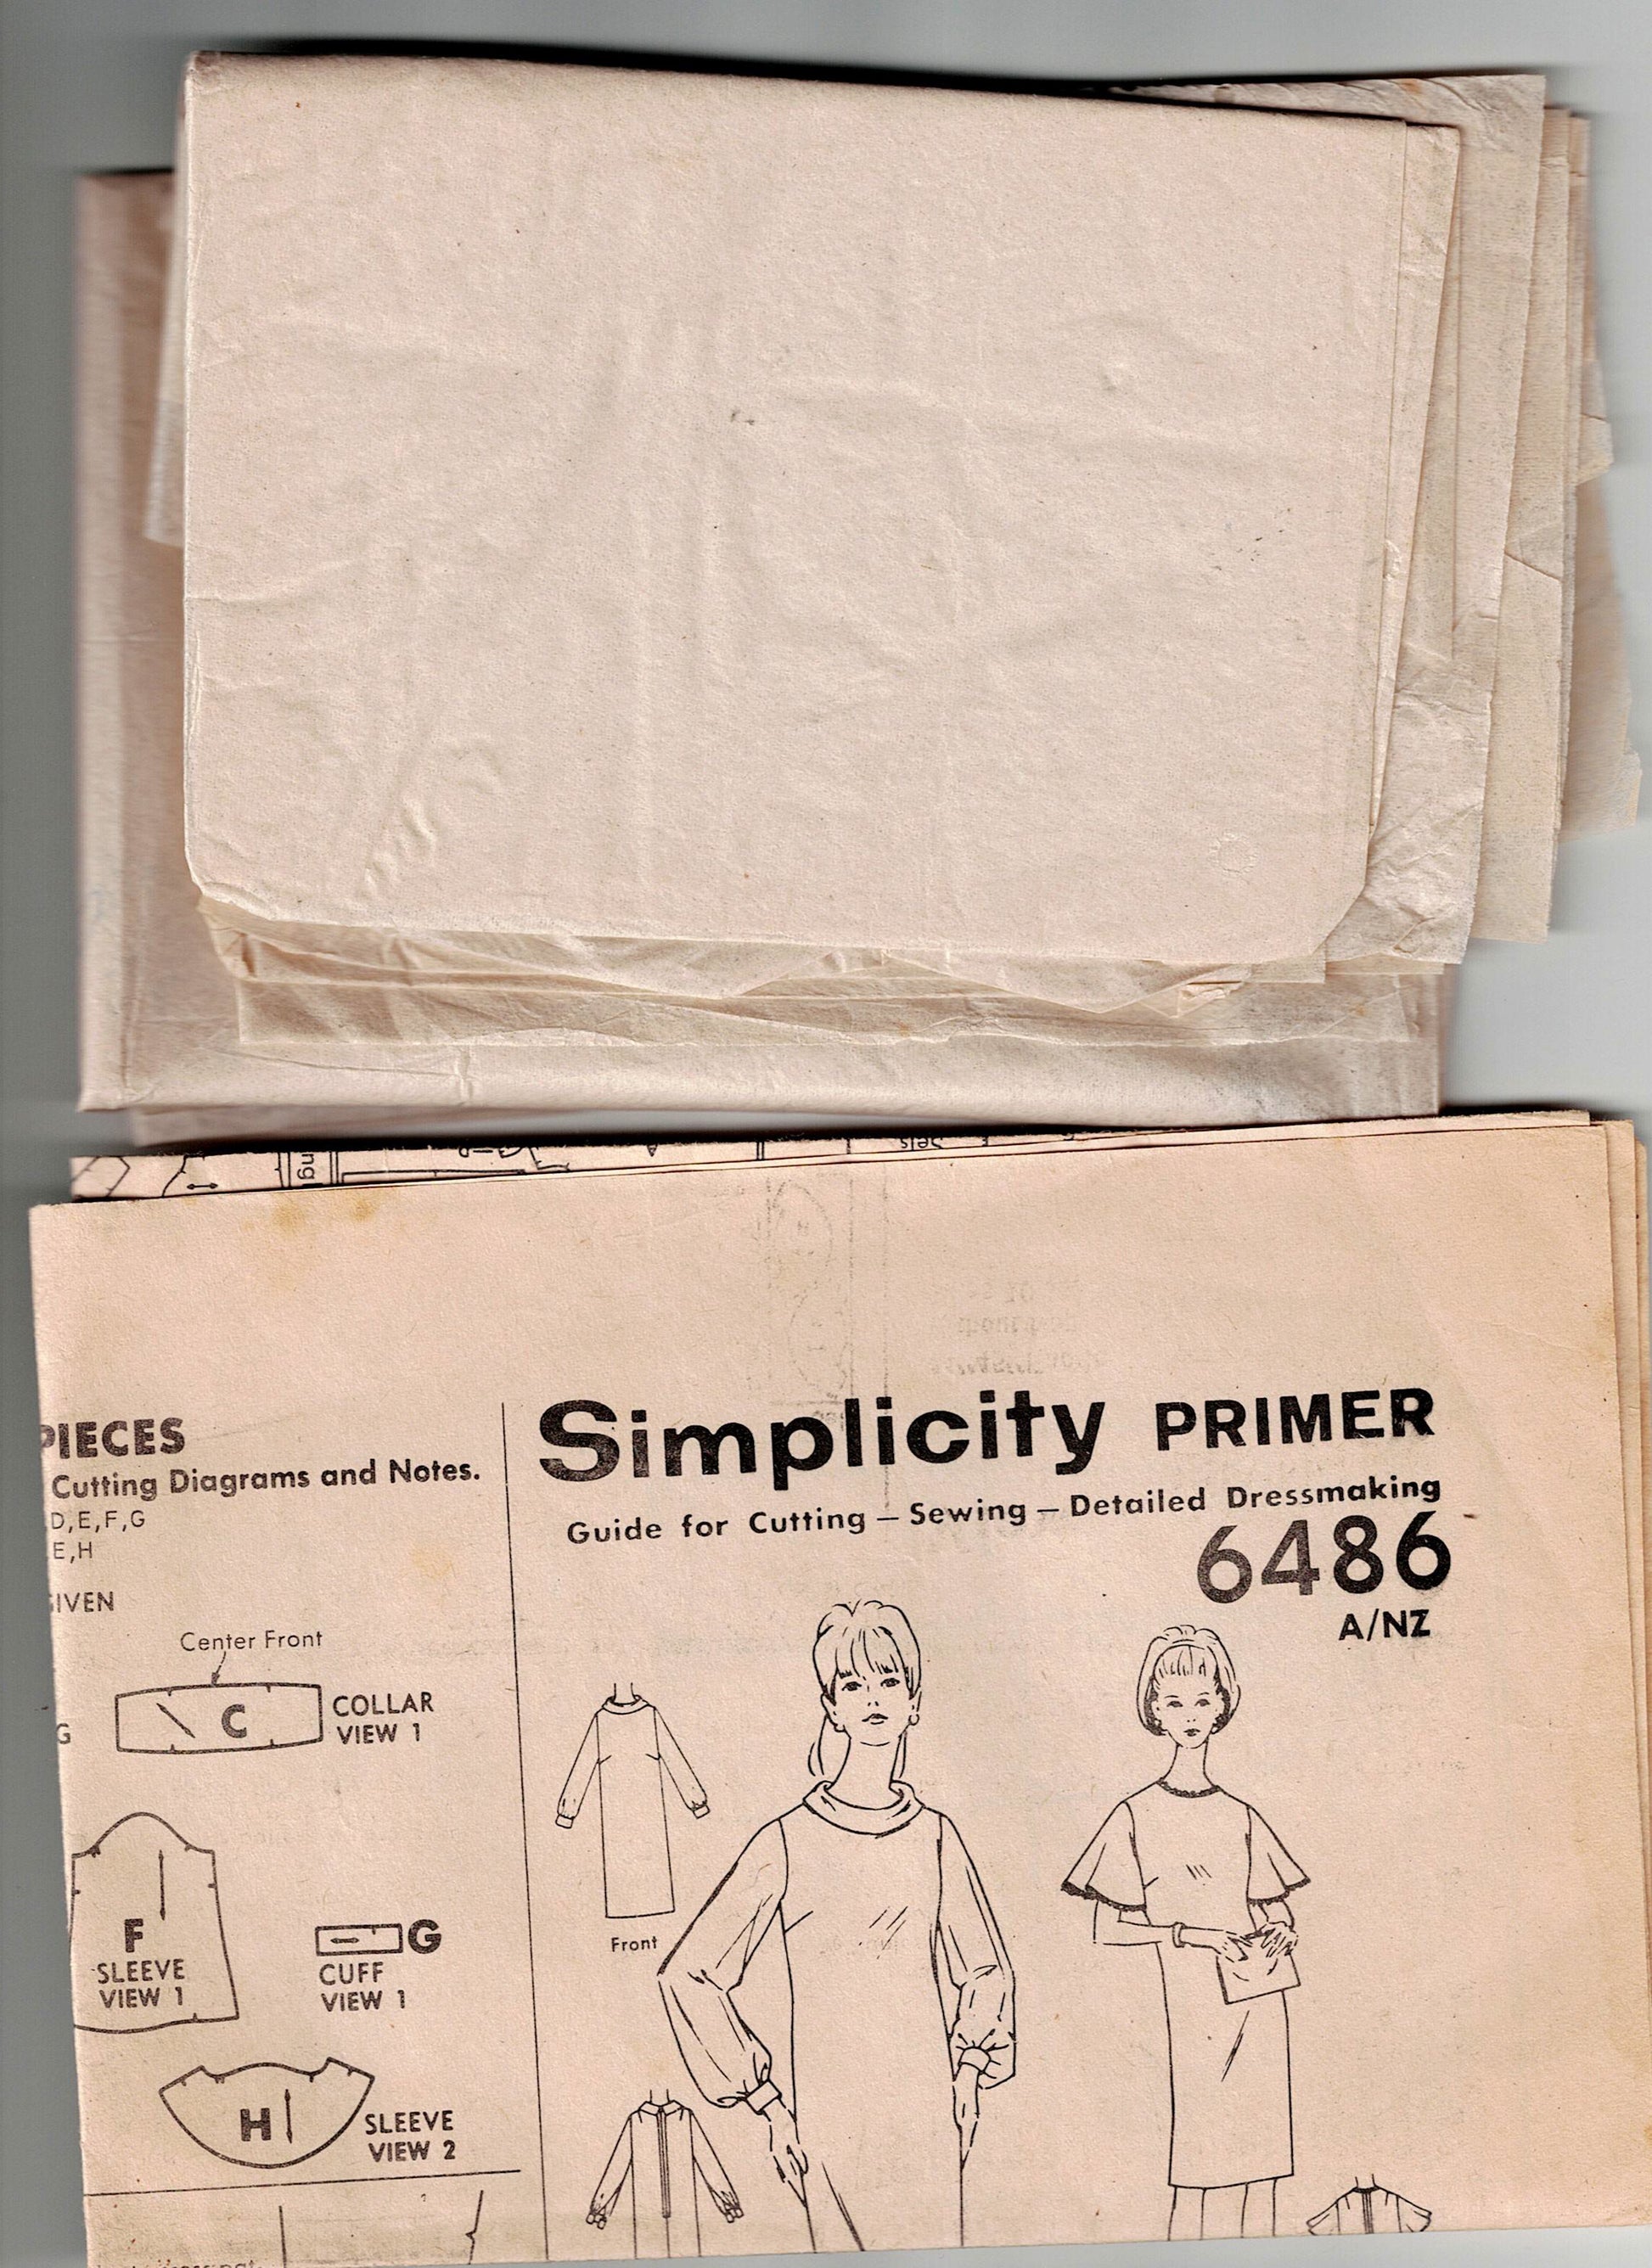 PIECES
Cutting Diagrams and Notes.
D,E,F,G
E,H
GIVEN
Center Front
G
C
COLLAR
VIEW 1
F
SLEEVE
VIEW 1
G
CUFF
VIEW 1
H
SLEEVE
VIEW 2
Simplicity PRIMER
Guide for Cutting – Sewing – Detailed Dressmaking
6486
A/NZ
Front